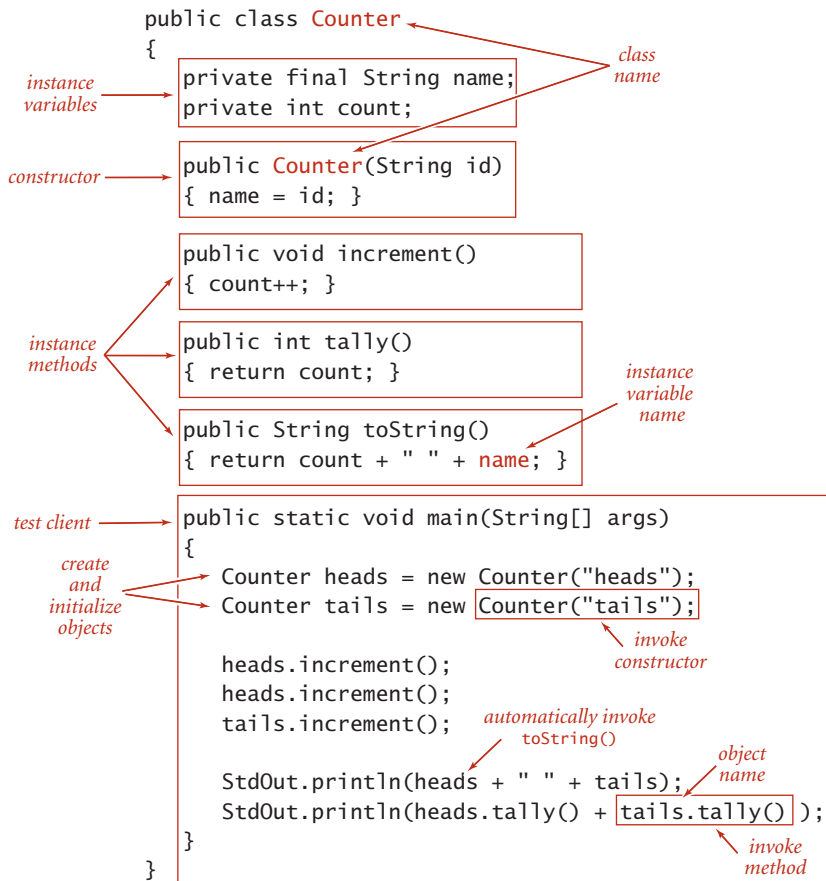 public class Counter
{
class
name
instance
variables
private final String name;
private int count;
constructor
public Counter(String id)
{ name = id; }
public void increment()
{ count++; }
instance
methods
public int tally()
{ return count; }
instance
variable
name
public String toString()
{ return count + " " + name; }
test client
public static void main(String[] args)
{
create
and
initialize
objects
Counter heads = new Counter("heads");
Counter tails = new Counter("tails");
invoke
constructor
heads.increment();
heads.increment();
tails.increment();
automatically invoke
toString()
object
name
StdOut.println(heads + " " + tails);
StdOut.println(heads.tally() + tails.tally() );
invoke
method
}
}